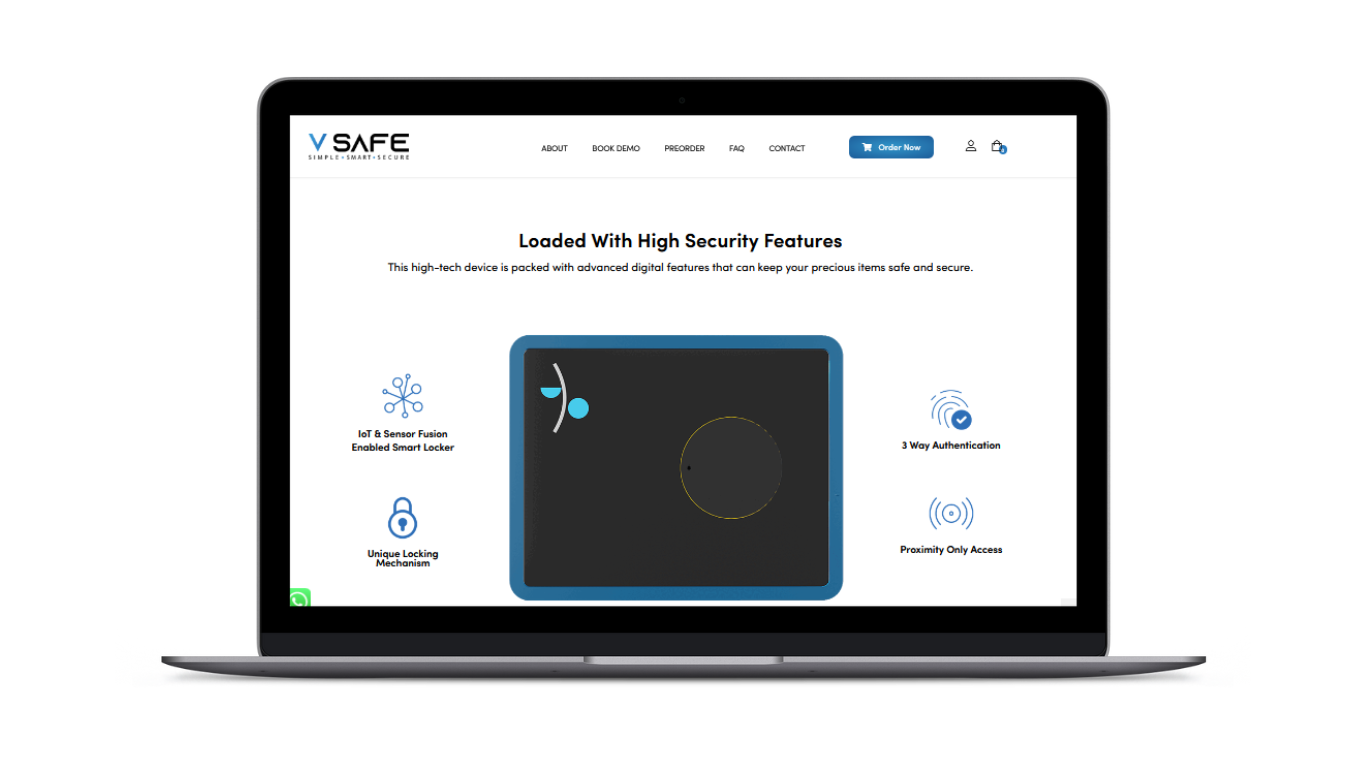 V SAFE
SIMPLE • SMART • SECURE
ABOUT
BOOK DEMO
PREORDER
FAQ
CONTACT
Order Now
Loaded With High Security Features
This high-tech device is packed with advanced digital features that can keep your precious items safe and secure.
IoT & Sensor Fusion
Enabled Smart Locker
3 Way Authentication
Unique Locking
Mechanism
Proximity Only Access